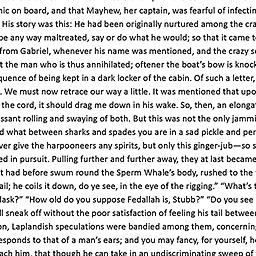 nic on board, and that Mayhew, her captain, was fearful of infectin
His story was this: He had been originally nurtured among the cra
be any way maltreated, say or do what he would; so that it came t
from Gabriel, whenever his name was mentioned, and the crazy s
t the man who is thus annihilated; oftener the boat's bow is knock
quence of being kept in a dark locker of the cabin. Of such a letter,
. We must now retrace our way a little. It was mentioned that upo
the cord, it should drag me down in his wake. So, then, an elongat
ssant rolling and swaying of both. But this was not the only jammi
d what between sharks and spades you are in a sad pickle and per
ver give the harpooneers any spirits, but only this ginger-jub—so s
ed in pursuit. Pulling further and further away, they at last became
t had before swum round the Sperm Whale's body, rushed to the
ail; he coils it down, do ye see, in the eye of the rigging." "What's t
lask?" "How old do you suppose Fedallah is, Stubb?" "Do you see
ll sneak off without the poor satisfaction of feeling his tail between
on, Laplandish speculations were bandied among them, concernin
esponds to that of a man's ears; and you may fancy, for yourself, h
ach him, that though he can take in an undiscriminating sweep of